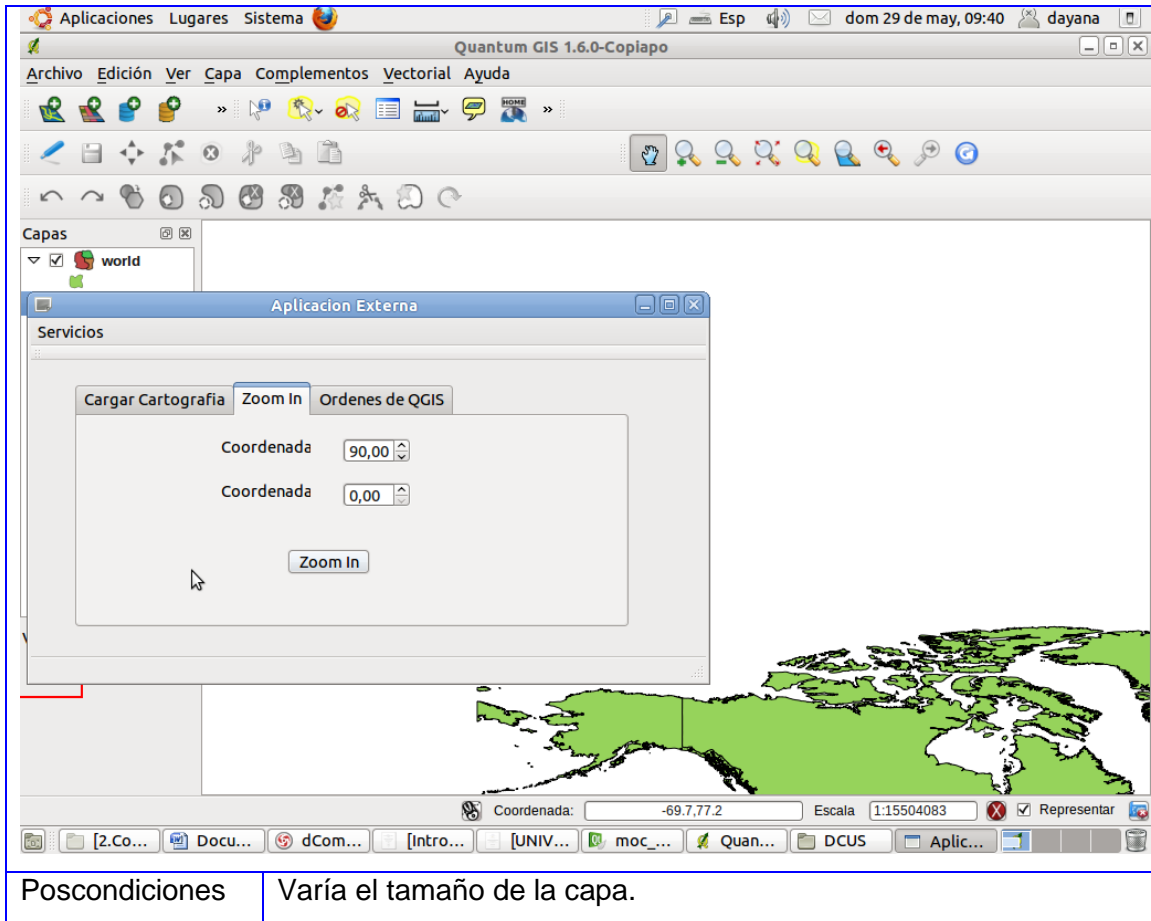 Aplicaciones Lugares Sistema Esp dom 29 de may, 09:40 dayana
Quantum GIS 1.6.0-Copiapo
Archivo Edición Ver Capa Complementos Vectorial Ayuda
» HOME »
Capas
world
Aplicacion Externa
Servicios
Cargar Cartografia Zoom In Ordenes de QGIS
Coordenada 90,00
Coordenada 0,00
Zoom In
Coordenada: -69.7,77.2 Escala 1:15504083 Representar
[2.Co... Docu... dCom... [Intro... [UNIV... moc_... Quan... DCUS Aplic...
Poscondiciones Varía el tamaño de la capa.